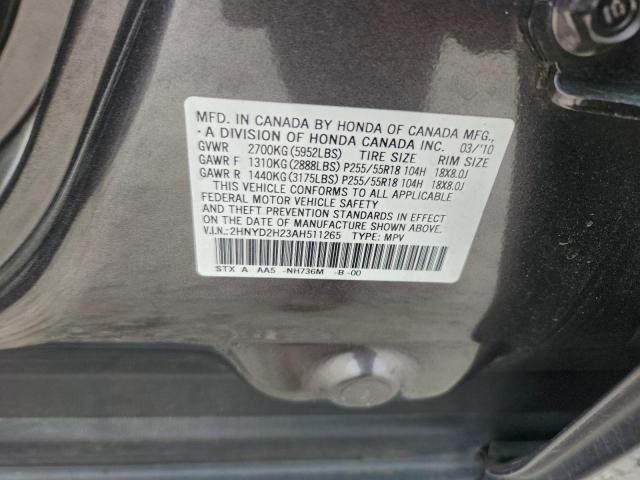 MFD. IN CANADA BY HONDA OF CANADA MFG.,
A DIVISION OF HONDA CANADA INC. 03/'10
GVWR 2700KG(5952LBS) TIRE SIZE RIM SIZE
GAWR F 1310KG(2888LBS) P255/55R18 104H 18X8.0J
GAWR R 1440KG(3175LBS) P255/55R18 104H 18X8.0J
THIS VEHICLE CONFORMS TO ALL APPLICABLE
FEDERAL MOTOR VEHICLE SAFETY
AND THEFT PREVENTION STANDARDS IN EFFECT
ON THE DATE OF MANUFACTURE SHOWN ABOVE.
V.I.N.:2HNYD2H23AH511265 TYPE: MPV
STX A AA5 -NH736M -B -00